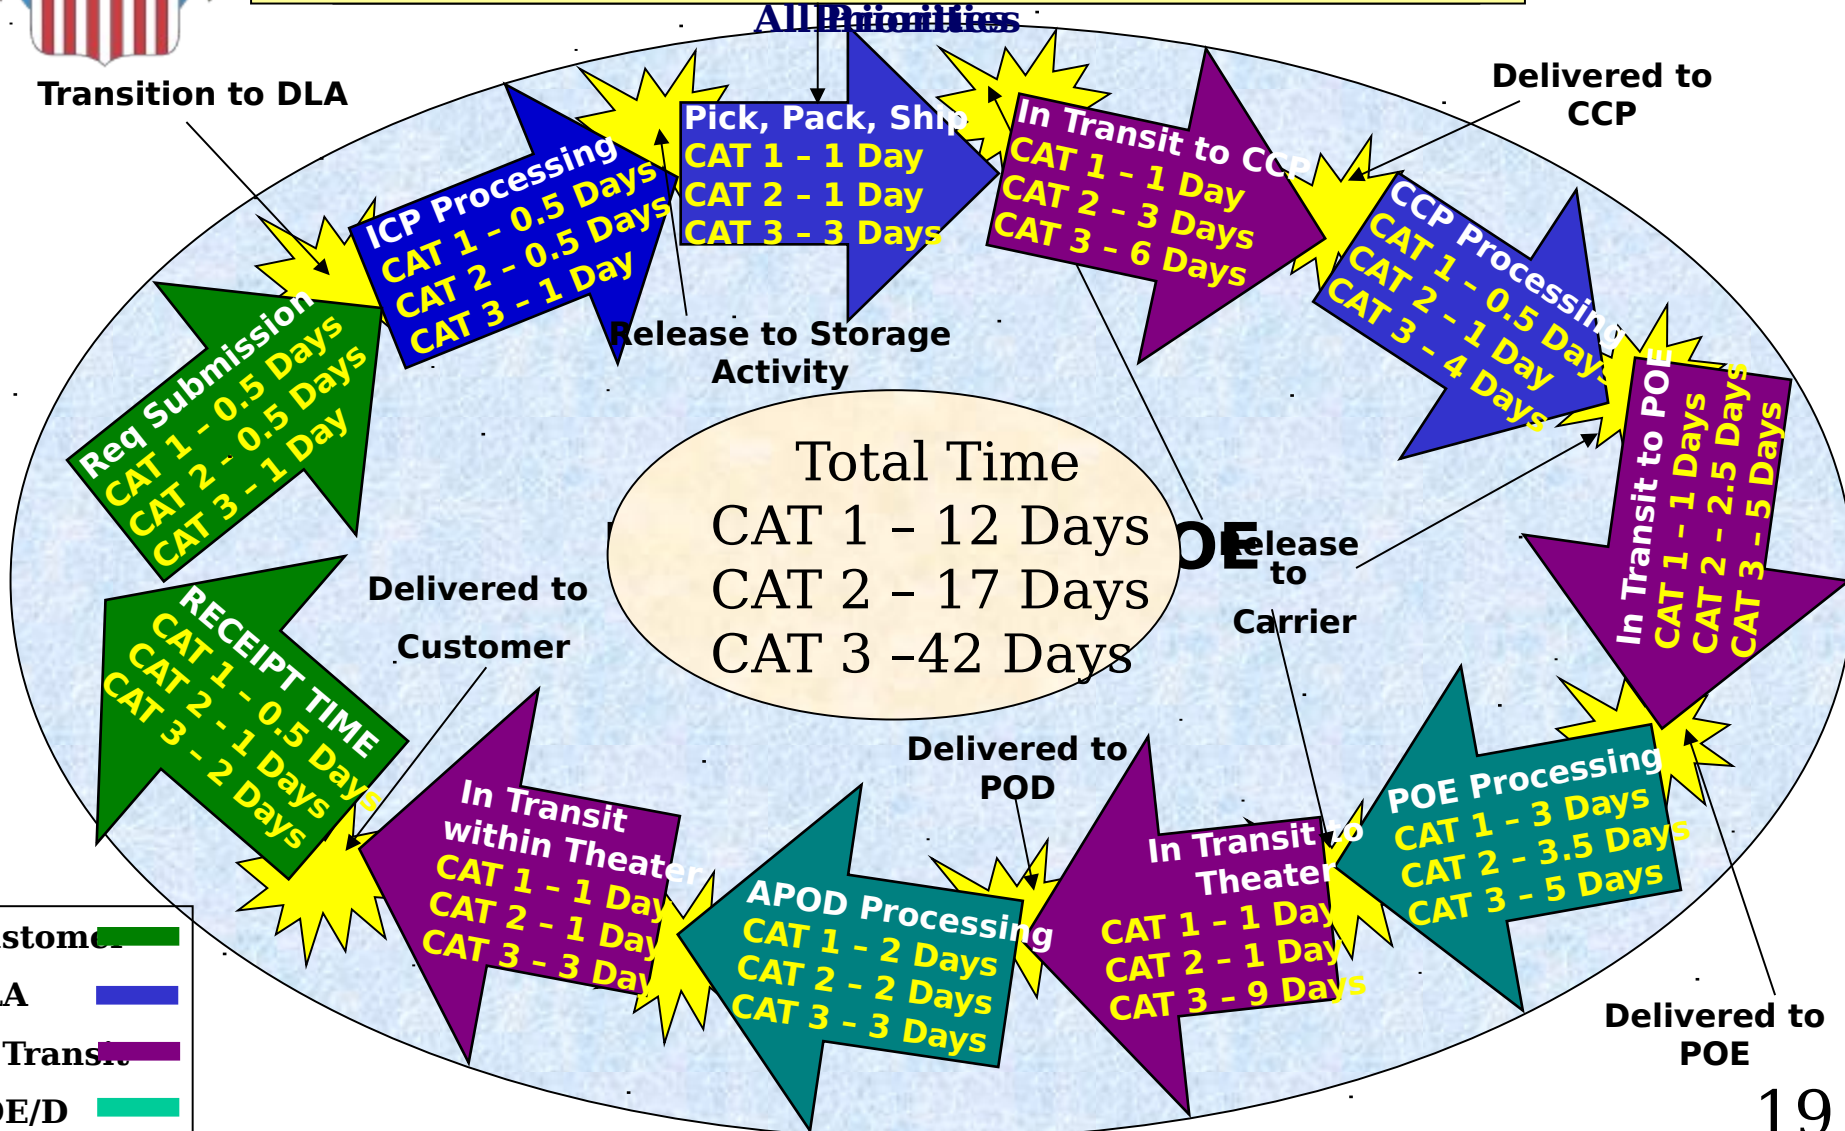 All Priorities
Transition to DLA
Delivered to
CCP
Pick, Pack, Ship
CAT 1 – 1 Day
CAT 2 – 1 Day
CAT 3 – 3 Days
In Transit to CCP
CAT 1 – 1 Day
CAT 2 – 3 Days
CAT 3 – 6 Days
ICP Processing
CAT 1 – 0.5 Days
CAT 2 – 0.5 Days
CAT 3 – 1 Day
CCP Processing
CAT 1 – 0.5 Days
CAT 2 – 1 Day
CAT 3 – 4 Days
Req Submission
CAT 1 – 0.5 Days
CAT 2 – 0.5 Days
CAT 3 – 1 Day
Release to Storage
Activity
In Transit to POE
CAT 1 – 1 Days
CAT 2 – 2.5 Days
CAT 3 – 5 Days
Total Time
CAT 1 – 12 Days
CAT 2 – 17 Days
CAT 3 –42 Days
Release
to
Carrier
Delivered to
Customer
RECEIPT TIME
CAT 1 - 0.5 Days
CAT 2 - 1 Days
CAT 3 – 2 Days
Delivered to
POD
POE Processing
CAT 1 – 3 Days
CAT 2 – 3.5 Days
CAT 3 – 5 Days
In Transit to
Theater
CAT 1 – 1 Day
CAT 2 – 1 Day
CAT 3 – 9 Days
In Transit
within Theater
CAT 1 – 1 Day
CAT 2 – 1 Day
CAT 3 – 3 Day
APOD Processing
CAT 1 – 2 Days
CAT 2 – 2 Days
CAT 3 – 3 Days
Delivered to
POE
Transit
19